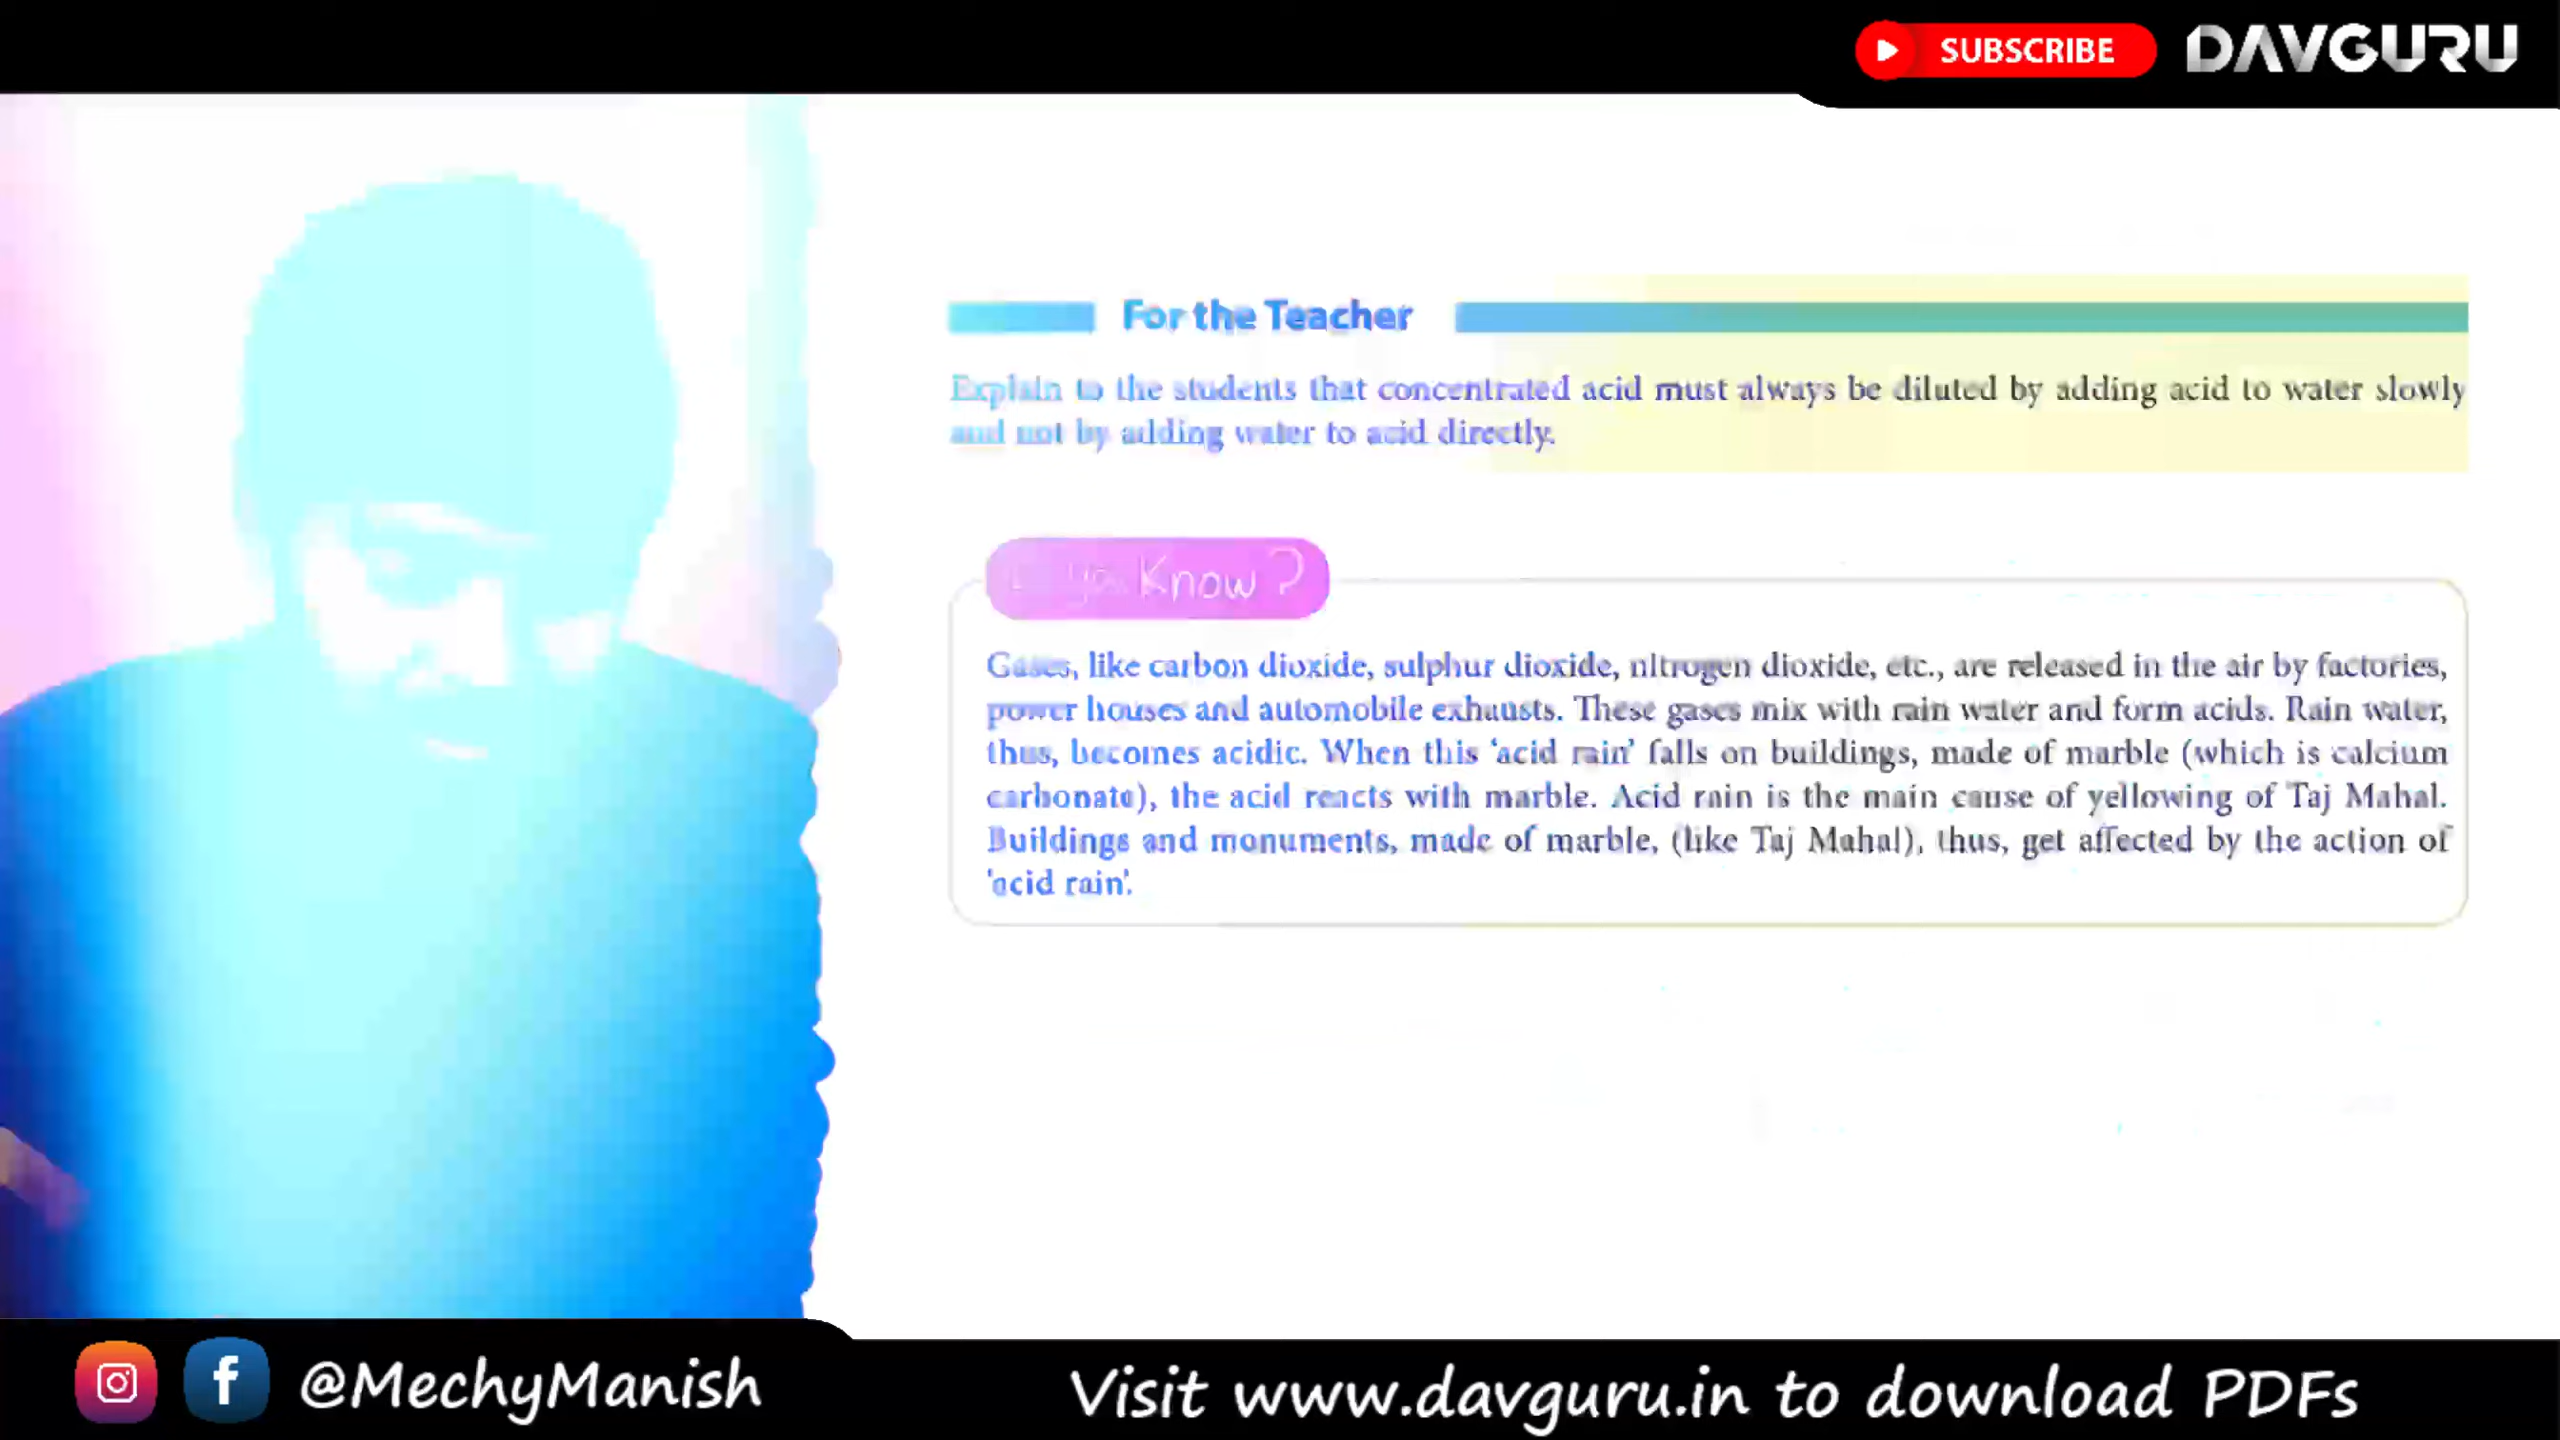 SUBSCRIBE DAVGURU
For the Teacher
Explain to the students that concentrated acid must always be diluted by adding acid to water slowly
and not by adding water to acid directly.
Know ?
Gases, like carbon dioxide, sulphur dioxide, nitrogen dioxide, etc., are released in the air by factories,
power houses and automobile exhausts. These gases mix with rain water and form acids. Rain water,
thus, becomes acidic. When this 'acid rain' falls on buildings, made of marble (which is calcium
carbonate), the acid reacts with marble. Acid rain is the main cause of yellowing of Taj Mahal.
Buildings and monuments, made of marble, (like Taj Mahal), thus, get affected by the action of
'acid rain'.
@MechyManish
Visit www.davguru.in to download PDFs